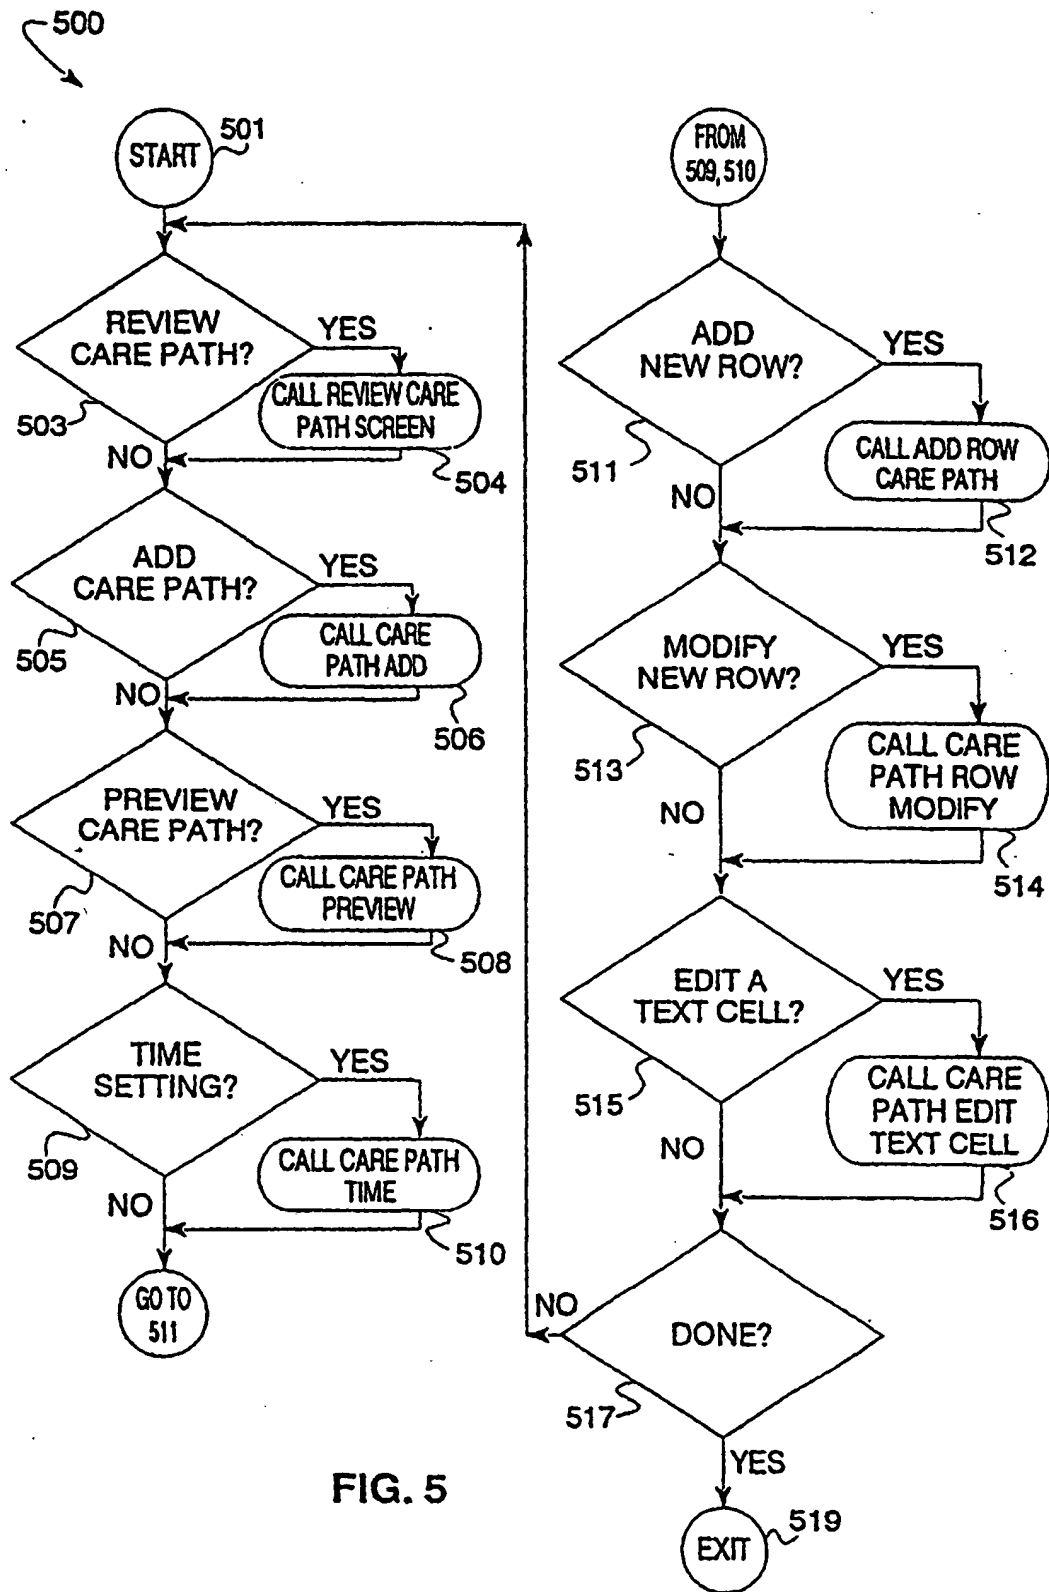 500
START
501
REVIEW
CARE PATH?
YES
503
CALL REVIEW CARE
PATH SCREEN
NO
504
ADD
CARE PATH?
YES
505
CALL CARE
PATH ADD
NO
506
PREVIEW
CARE PATH?
YES
507
CALL CARE PATH
PREVIEW
NO
508
TIME
SETTING?
YES
509
CALL CARE PATH
TIME
NO
510
GO TO
511
FROM
509, 510
ADD
NEW ROW?
YES
511
CALL ADD ROW
CARE PATH
NO
512
MODIFY
NEW ROW?
YES
513
CALL CARE
PATH ROW
MODIFY
NO
514
EDIT A
TEXT CELL?
YES
515
CALL CARE
PATH EDIT
TEXT CELL
NO
516
DONE?
NO
517
YES
EXIT
519
FIG. 5